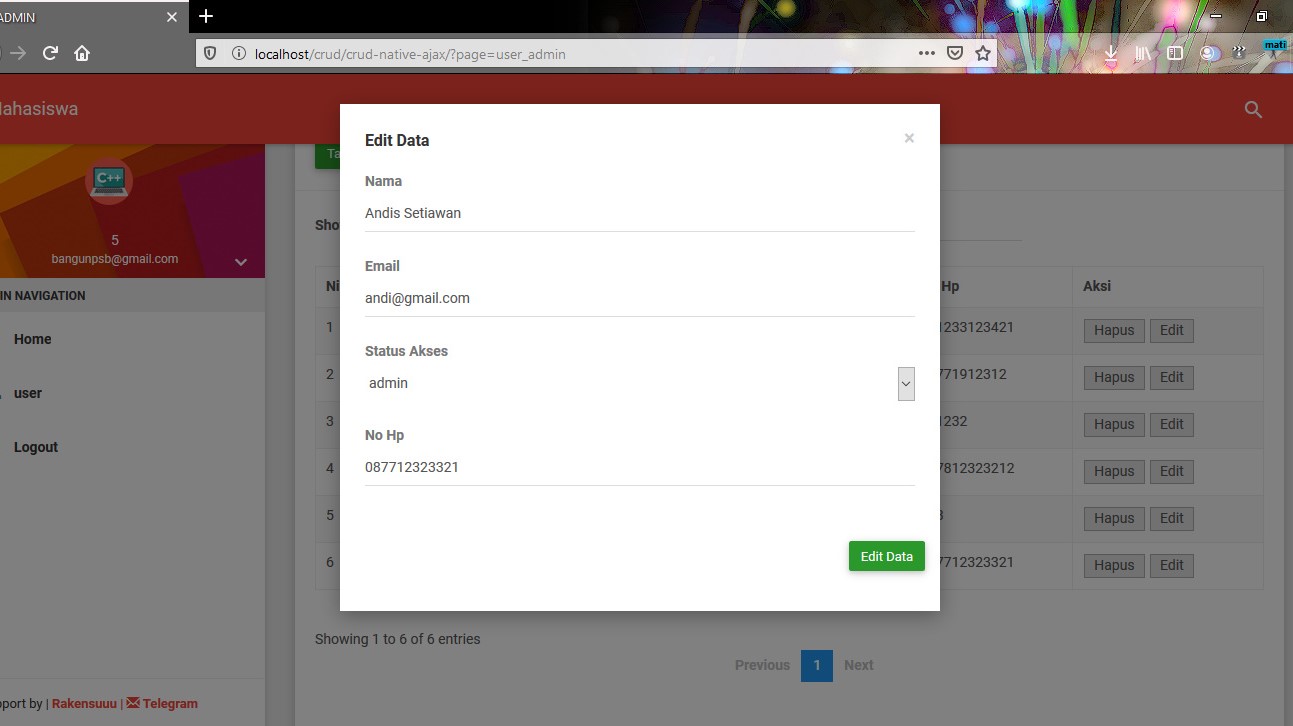 ADMIN
mati
localhost/crud/crud-native-ajax/?page=user_admin
ahasiswa
Edit Data
×
Ta
Nama
C++
Andis Setiawan
Sho
5
bangunpsb@gmail.com
Email
Ni
Hp
Aksi
IN NAVIGATION
andi@gmail.com
1
1233123421
Hapus
Edit
Home
Status Akses
2
771912312
Hapus
Edit
admin
user
3
1232
Hapus
Edit
No Hp
Logout
087712323321
4
7812323212
Hapus
Edit
5
3
Hapus
Edit
Edit Data
6
7712323321
Hapus
Edit
Showing 1 to 6 of 6 entries
Previous
1
Next
port by | Rakensuuu | Telegram